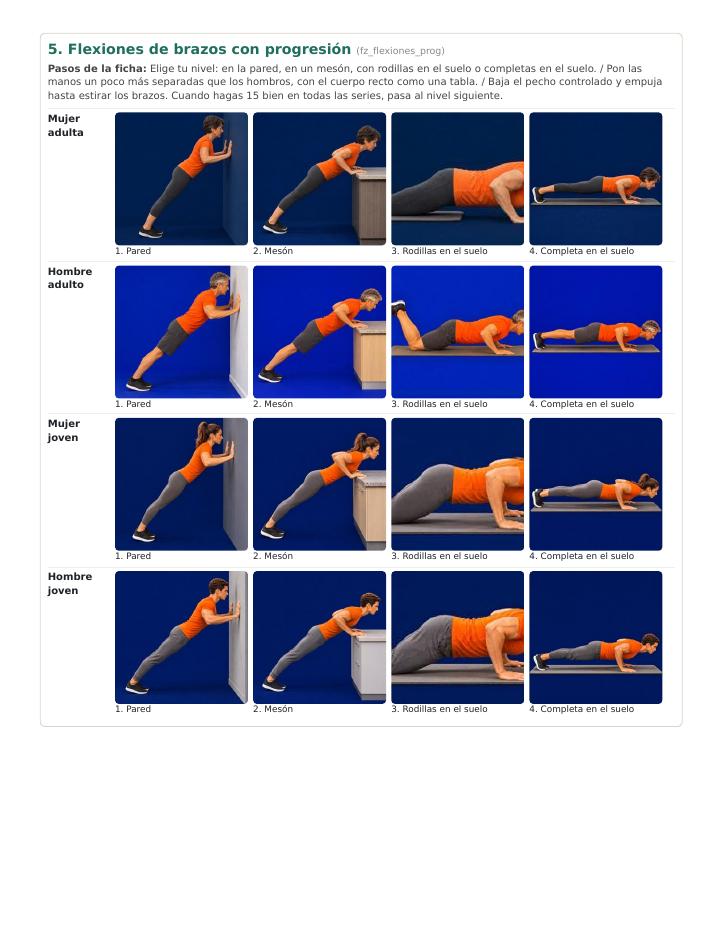 5. Flexiones de brazos con progresión (fz_flexiones_prog)
Pasos de la ficha: Elige tu nivel: en la pared, en un mesón, con rodillas en el suelo o completas en el suelo. / Pon las
manos un poco más separadas que los hombros, con el cuerpo recto como una tabla. / Baja el pecho controlado y empuja
hasta estirar los brazos. Cuando hagas 15 bien en todas las series, pasa al nivel siguiente.
Mujer
adulta
1. Pared
2. Mesón
3. Rodillas en el suelo
4. Completa en el suelo
Hombre
adulto
1. Pared
2. Mesón
3. Rodillas en el suelo
4. Completa en el suelo
Mujer
joven
1. Pared
2. Mesón
3. Rodillas en el suelo
4. Completa en el suelo
Hombre
joven
1. Pared
2. Mesón
3. Rodillas en el suelo
4. Completa en el suelo